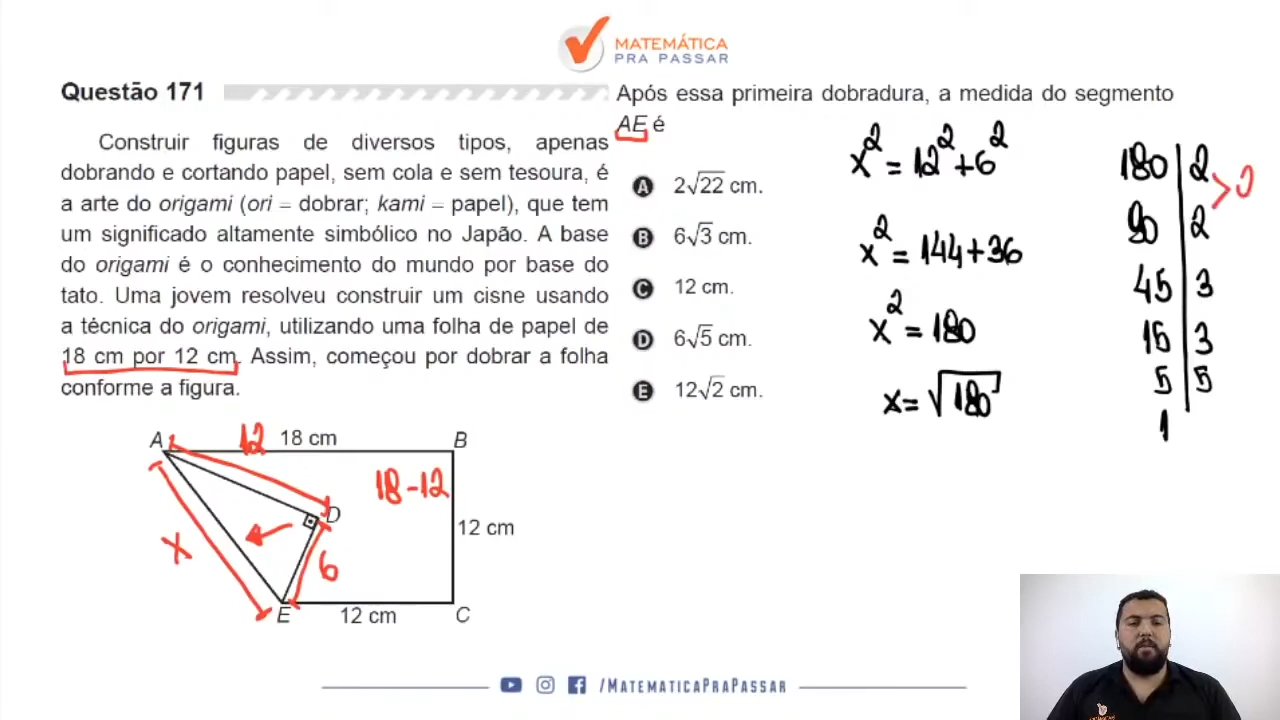 MATEMÁTICA
PRA PASSAR
Questão 171
Construir figuras de diversos tipos, apenas
dobrando e cortando papel, sem cola e sem tesoura, é
a arte do origami (ori = dobrar; kami = papel), que tem
um significado altamente simbólico no Japão. A base
do origami é o conhecimento do mundo por base do
tato. Uma jovem resolveu construir um cisne usando
a técnica do origami, utilizando uma folha de papel de
18 cm por 12 cm. Assim, começou por dobrar a folha
conforme a figura.
A
12
18 cm
B
18-12
D
12 cm
x
6
E
12 cm
C
Após essa primeira dobradura, a medida do segmento
AE é
A 2√22 cm.
B 6√3 cm.
C 12 cm.
D 6√5 cm.
E 12√2 cm.
x² = 12² + 6²
x² = 144 + 36
x² = 180
x = √180
180 | 2
90 | 2
45 | 3
15 | 3
5 | 5
1
/MATEMATICAPRAPASSAR